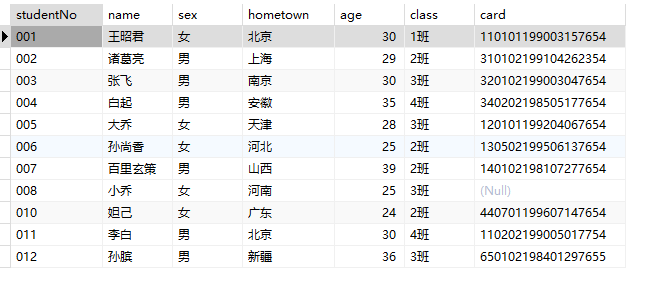 studentNo name sex hometown age class card
001 王昭君 女 北京 30 1班 110101199003157654
002 诸葛亮 男 上海 29 2班 310102199104262354
003 张飞 男 南京 30 3班 320102199003047654
004 白起 男 安徽 35 4班 340202198505177654
005 大乔 女 天津 28 3班 120101199204067654
006 孙尚香 女 河北 25 2班 130502199506137654
007 百里玄策 男 山西 39 2班 140102198107277654
008 小乔 女 河南 25 3班 (Null)
010 妲己 女 广东 24 2班 440701199607147654
011 李白 男 北京 30 4班 110202199005017754
012 孙膑 男 新疆 36 3班 650102198401297655